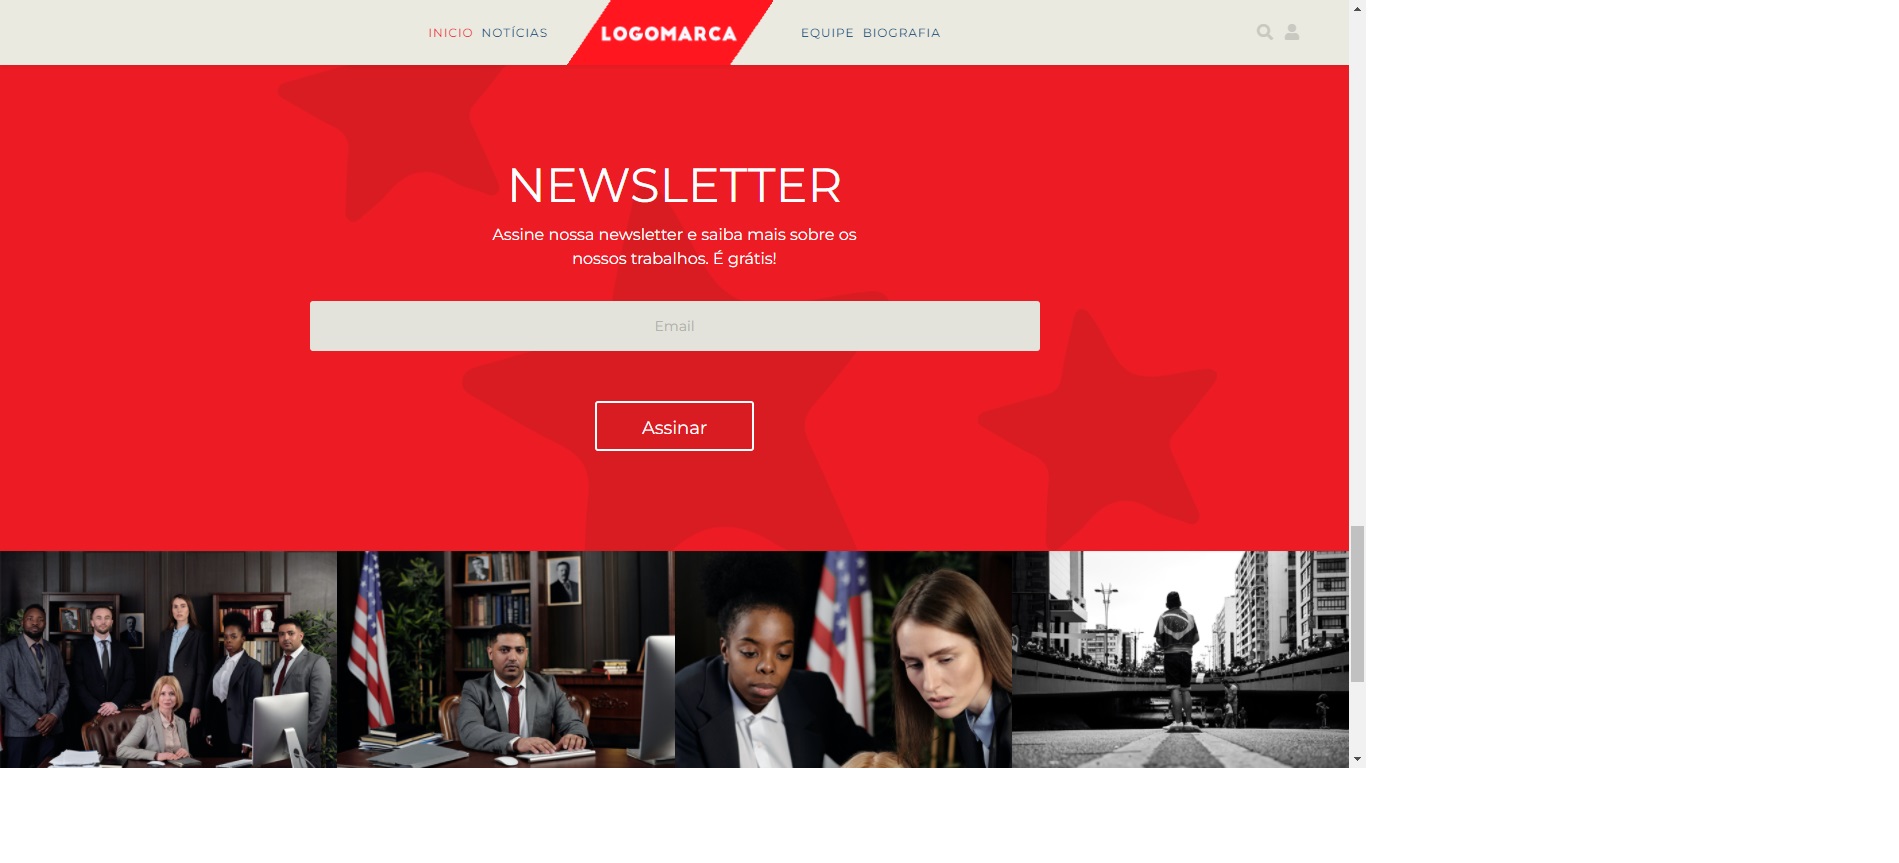 INICIO NOTÍCIAS LOGOMARCA EQUIPE BIOGRAFIA
NEWSLETTER
Assine nossa newsletter e saiba mais sobre os
nossos trabalhos. É grátis!
Email
Assinar